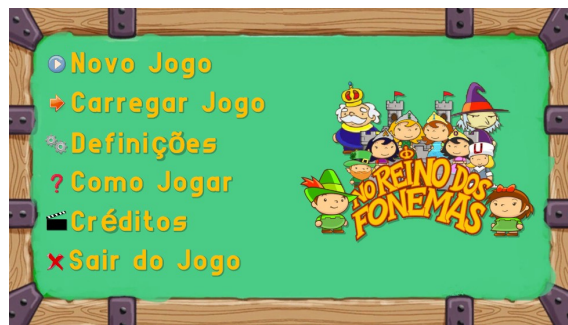 Novo Jogo
Carregar Jogo
Definições
Como Jogar
Créditos
Sair do Jogo
NO REINO DOS
FONEMAS